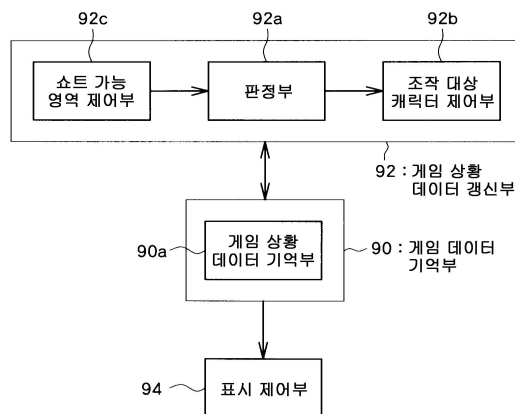 92c
92a
92b
쇼트 가능
영역 제어부
판정부
조작 대상
캐릭터 제어부
92 : 게임 상황
데이터 갱신부
90a
게임 상황
데이터 기억부
90 : 게임 데이터
기억부
94
표시 제어부